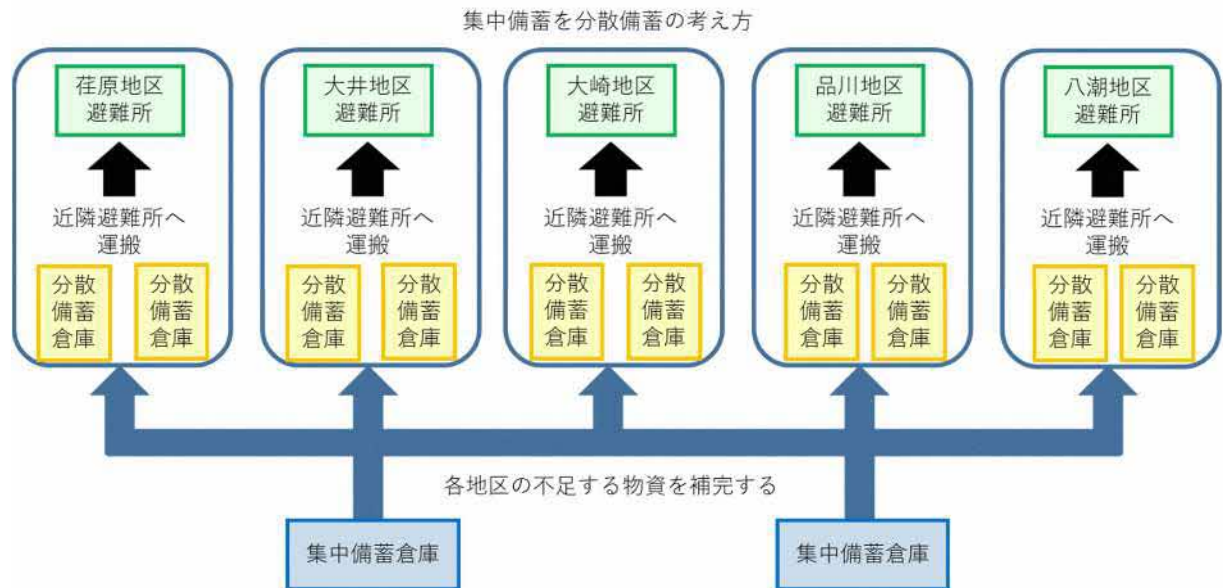 集中備蓄を分散備蓄の考え方
荏原地区
避難所
大井地区
避難所
大崎地区
避難所
品川地区
避難所
八潮地区
避難所
近隣避難所へ
運搬
近隣避難所へ
運搬
近隣避難所へ
運搬
近隣避難所へ
運搬
近隣避難所へ
運搬
分散
備蓄
倉庫
分散
備蓄
倉庫
分散
備蓄
倉庫
分散
備蓄
倉庫
分散
備蓄
倉庫
分散
備蓄
倉庫
分散
備蓄
倉庫
分散
備蓄
倉庫
分散
備蓄
倉庫
分散
備蓄
倉庫
各地区の不足する物資を補完する
集中備蓄倉庫
集中備蓄倉庫